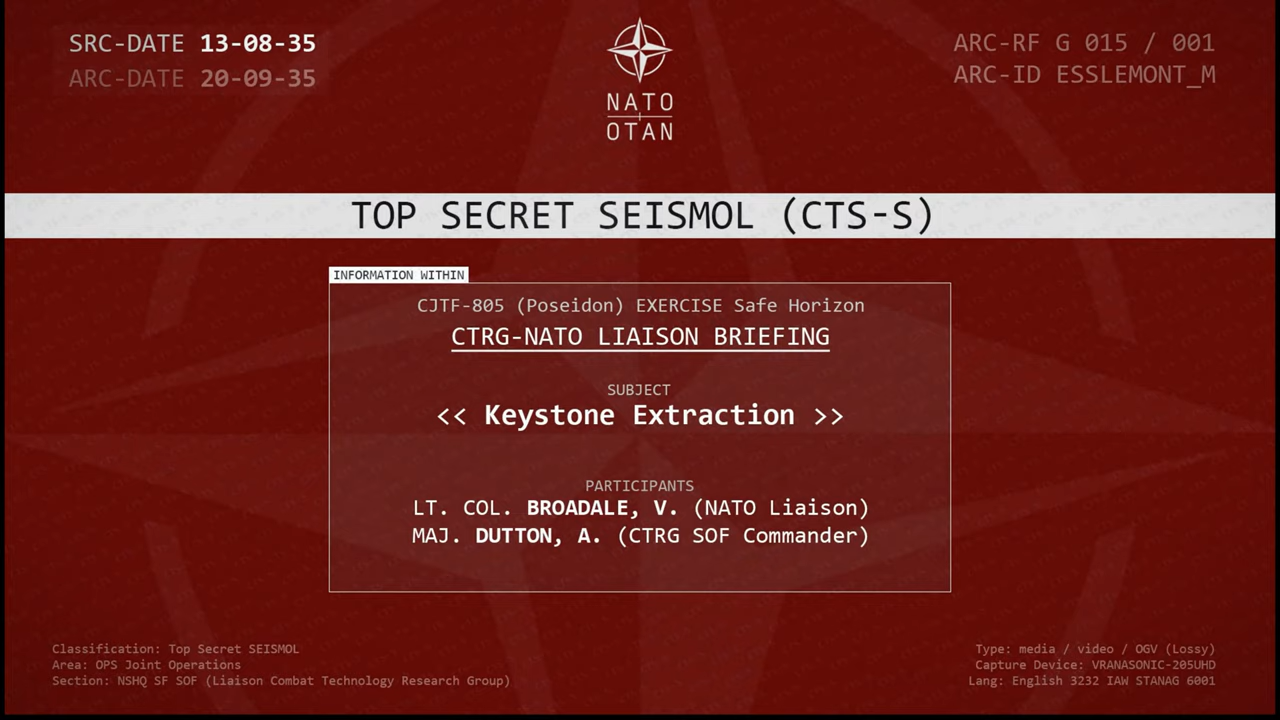 SRC-DATE 13-08-35
ARC-DATE 20-09-35
NATO
OTAN
ARC-RF G 015 / 001
ARC-ID ESSLEMONT_M
TOP SECRET SEISMOL (CTS-S)
INFORMATION WITHIN
CJTF-805 (Poseidon) EXERCISE Safe Horizon
CTRG-NATO LIAISON BRIEFING
SUBJECT
<< Keystone Extraction >>
PARTICIPANTS
LT. COL. BROADALE, V. (NATO Liaison)
MAJ. DUTTON, A. (CTRG SOF Commander)
Classification: Top Secret SEISMOL
Area: OPS Joint Operations
Section: NSHQ SF SOF (Liaison Combat Technology Research Group)
Type: media / video / OGV (Lossy)
Capture Device: VRANASONIC-205UHD
Lang: English 3232 IAW STANAG 6001